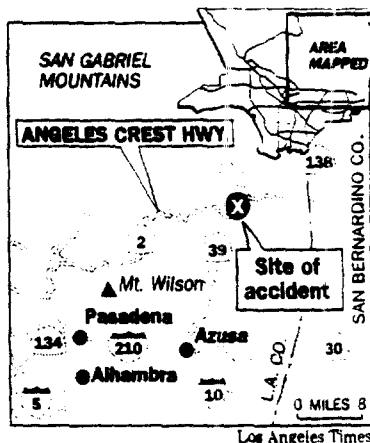 SAN GABRIEL
MOUNTAINS
AREA
MAPPED
ANGELES CREST HWY
138
X
2
39
Site of
accident
Mt. Wilson
Pasadena
134
210
Azusa
Alhambra
5
10
30
L.A. CO.
SAN BERNARDINO CO.
0 MILES 8
Los Angeles Times